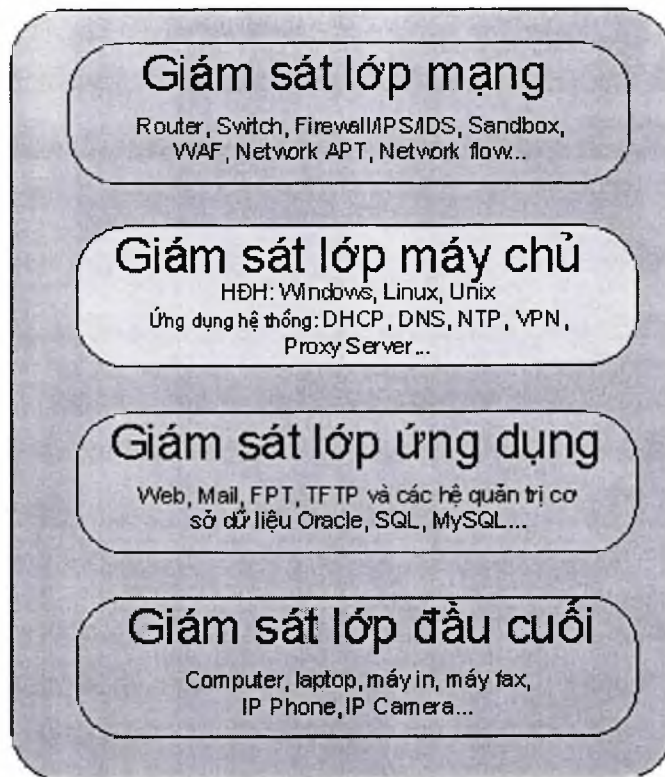 Giám sát lớp mạng
Router, Switch, Firewall/IPS/IDS, Sandbox,
WAF, Network APT, Network flow...
Giám sát lớp máy chủ
HĐH: Windows, Linux, Unix
Ứng dụng hệ thống: DHCP, DNS, NTP, VPN,
Proxy Server,...
Giám sát lớp ứng dụng
Web, Mail, FPT, TFTP và các hệ quản trị cơ
sở dữ liệu Oracle, SQL, MySQL...
Giám sát lớp đầu cuối
Computer, laptop, máy in, máy fax,
IP Phone, IP Camera...